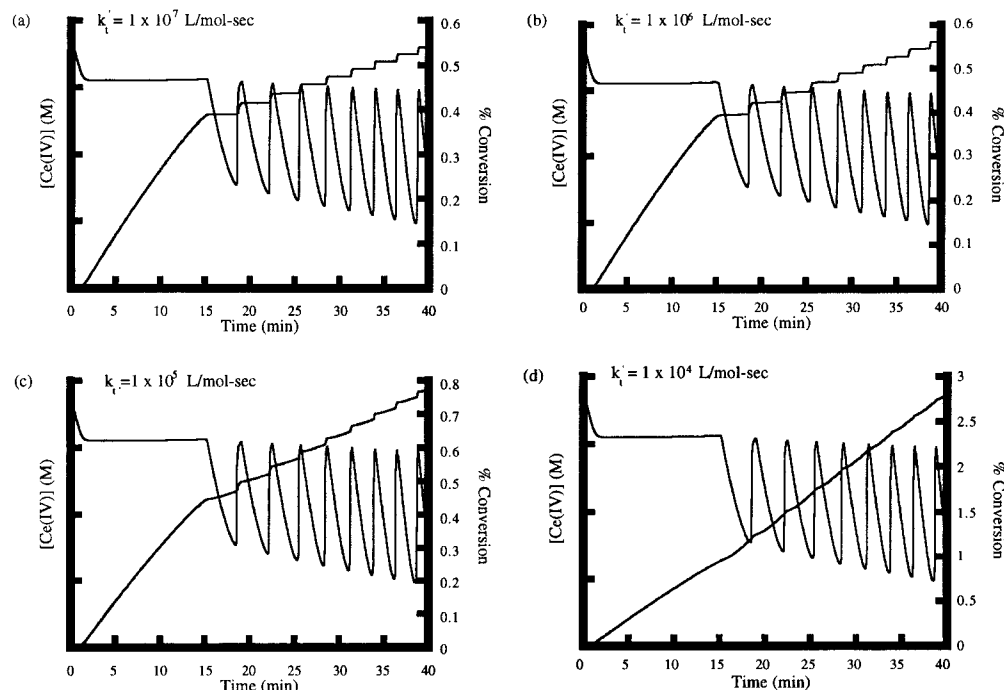 (a)
k't = 1 x 10^7 L/mol-sec
[Ce(IV)] (M)
0.6
0.5
0.4
0.3
0.2
0.1
0
% Conversion
0 5 10 15 20 25 30 35 40
Time (min)
(b)
k't = 1 x 10^6 L/mol-sec
[Ce(IV)] (M)
0.6
0.5
0.4
0.3
0.2
0.1
0
% Conversion
0 5 10 15 20 25 30 35 40
Time (min)
(c)
k't =1 x 10^5 L/mol-sec
[Ce(IV)] (M)
0.8
0.7
0.6
0.5
0.4
0.3
0.2
0.1
0
% Conversion
0 5 10 15 20 25 30 35 40
Time (min)
(d)
k't = 1 x 10^4 L/mol-sec
[Ce(IV)] (M)
3
2.5
2
1.5
1
0.5
0
% Conversion
0 5 10 15 20 25 30 35 40
Time (min)